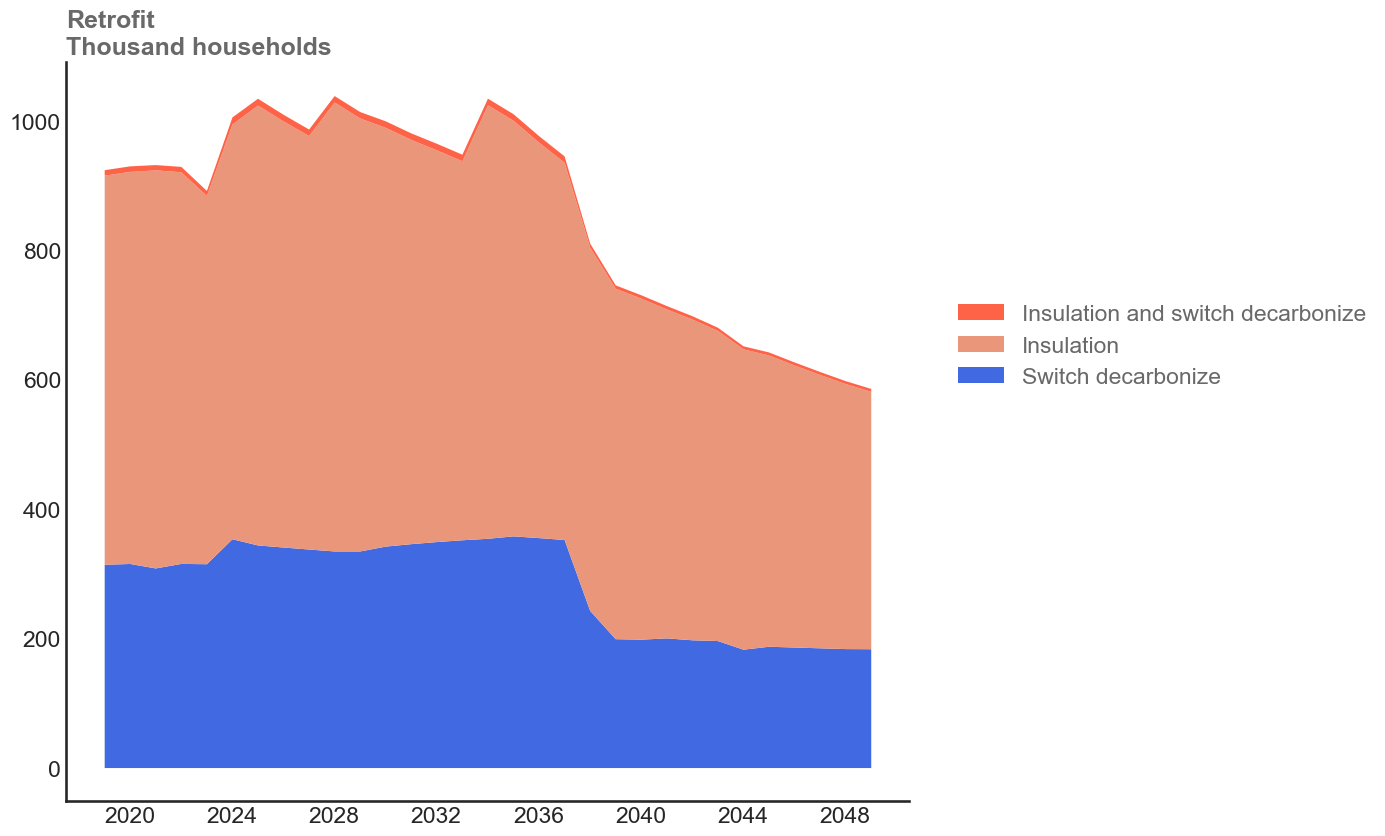 Retrofit
Thousand households
1000
800
600
400
200
0
2020 2024 2028 2032 2036 2040 2044 2048
Insulation and switch decarbonize
Insulation
Switch decarbonize